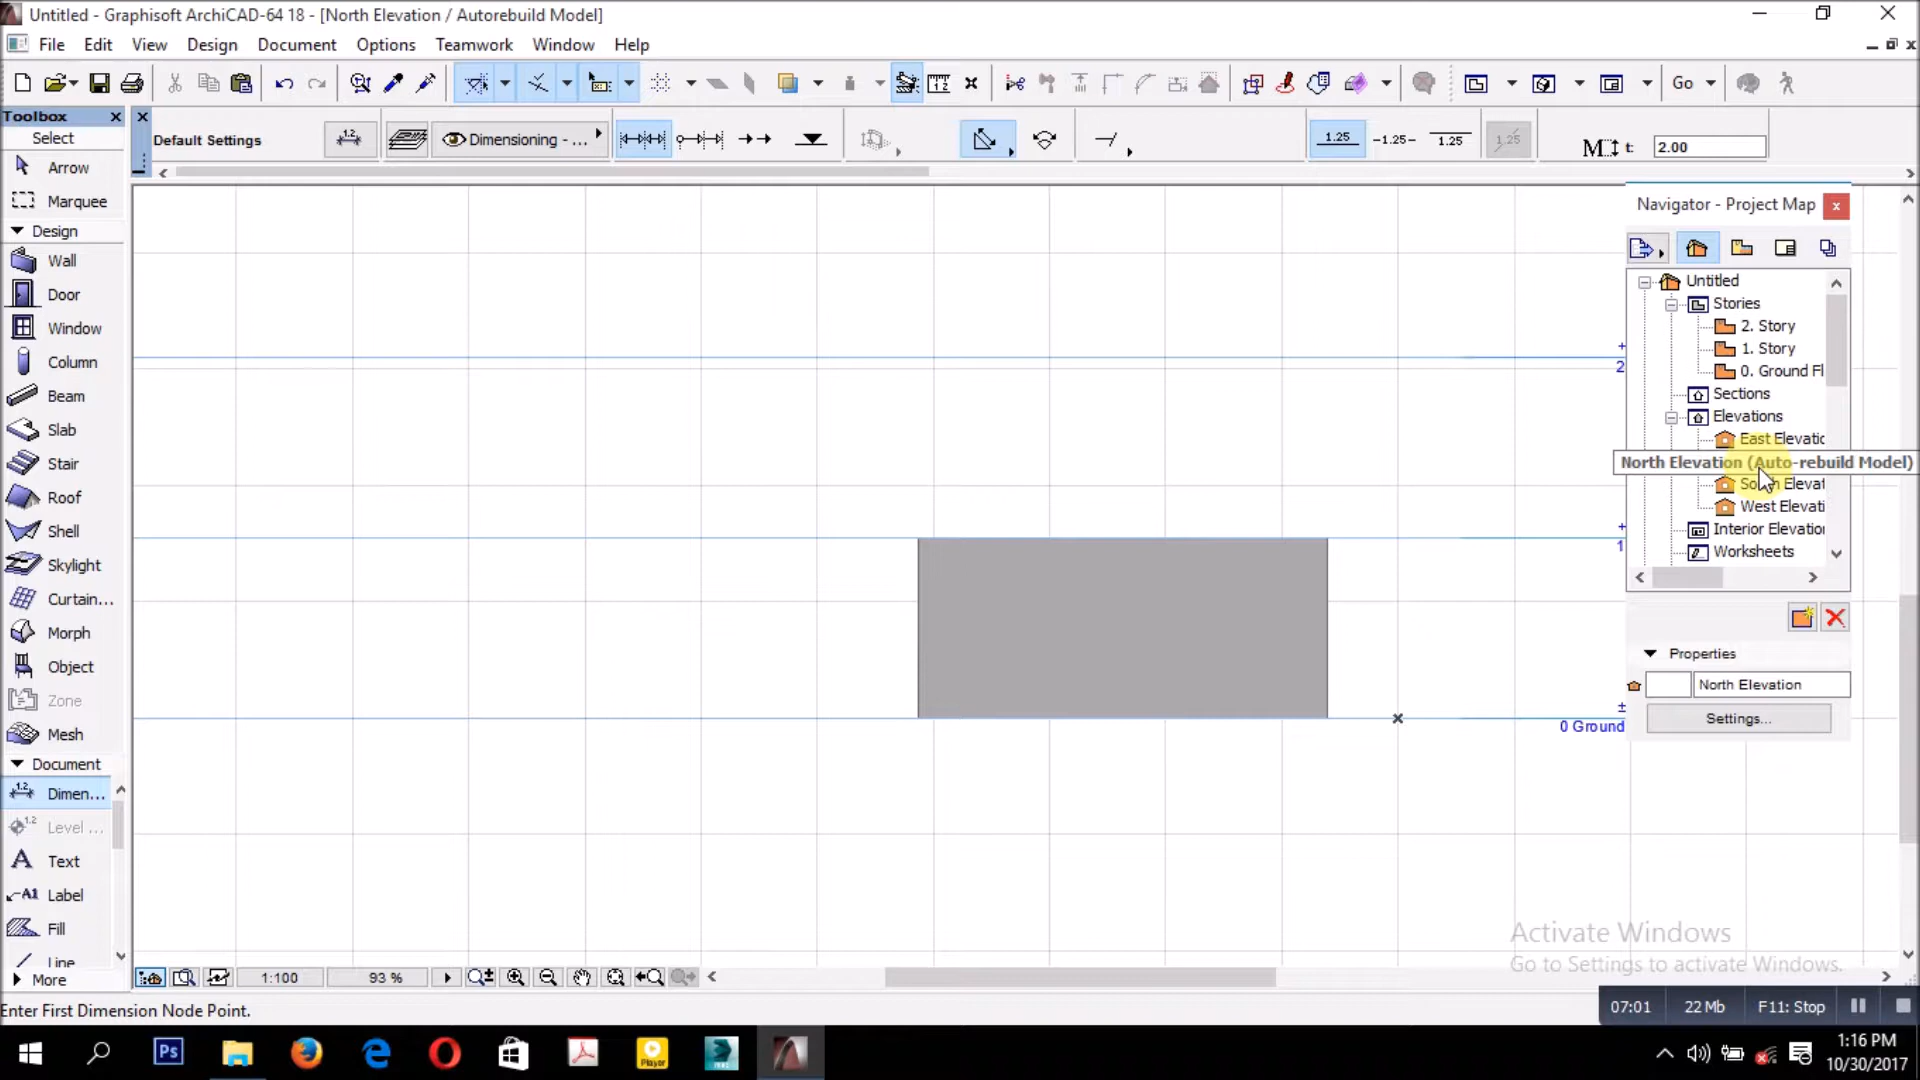 Untitled - Graphisoft ArchiCAD-64 18 - [North Elevation / Autorebuild Model]
File Edit View Design Document Options Teamwork Window Help
Go
Toolbox
Select
Arrow
Marquee
Design
Wall
Door
Window
Column
Beam
Slab
Stair
Roof
Shell
Skylight
Curtain...
Morph
Object
Zone
Mesh
Document
Dimen...
Level ...
Text
Label
Fill
Line
More
Default Settings
Dimensioning - ...
1.25
-1.25-
1.25
t:
2.00
2
1
0 Ground
Navigator - Project Map
Untitled
Stories
2. Story
1. Story
0. Ground Fl
Sections
Elevations
East Elevatio
North Elevation (Auto-rebuild Model)
South Elevat
West Elevati
Interior Elevation
Worksheets
Properties
North Elevation
Settings...
Activate Windows
Go to Settings to activate Windows.
1:100
93 %
Enter First Dimension Node Point.
07:01 22 Mb F11: Stop
Ps
Player
1:16 PM
10/30/2017